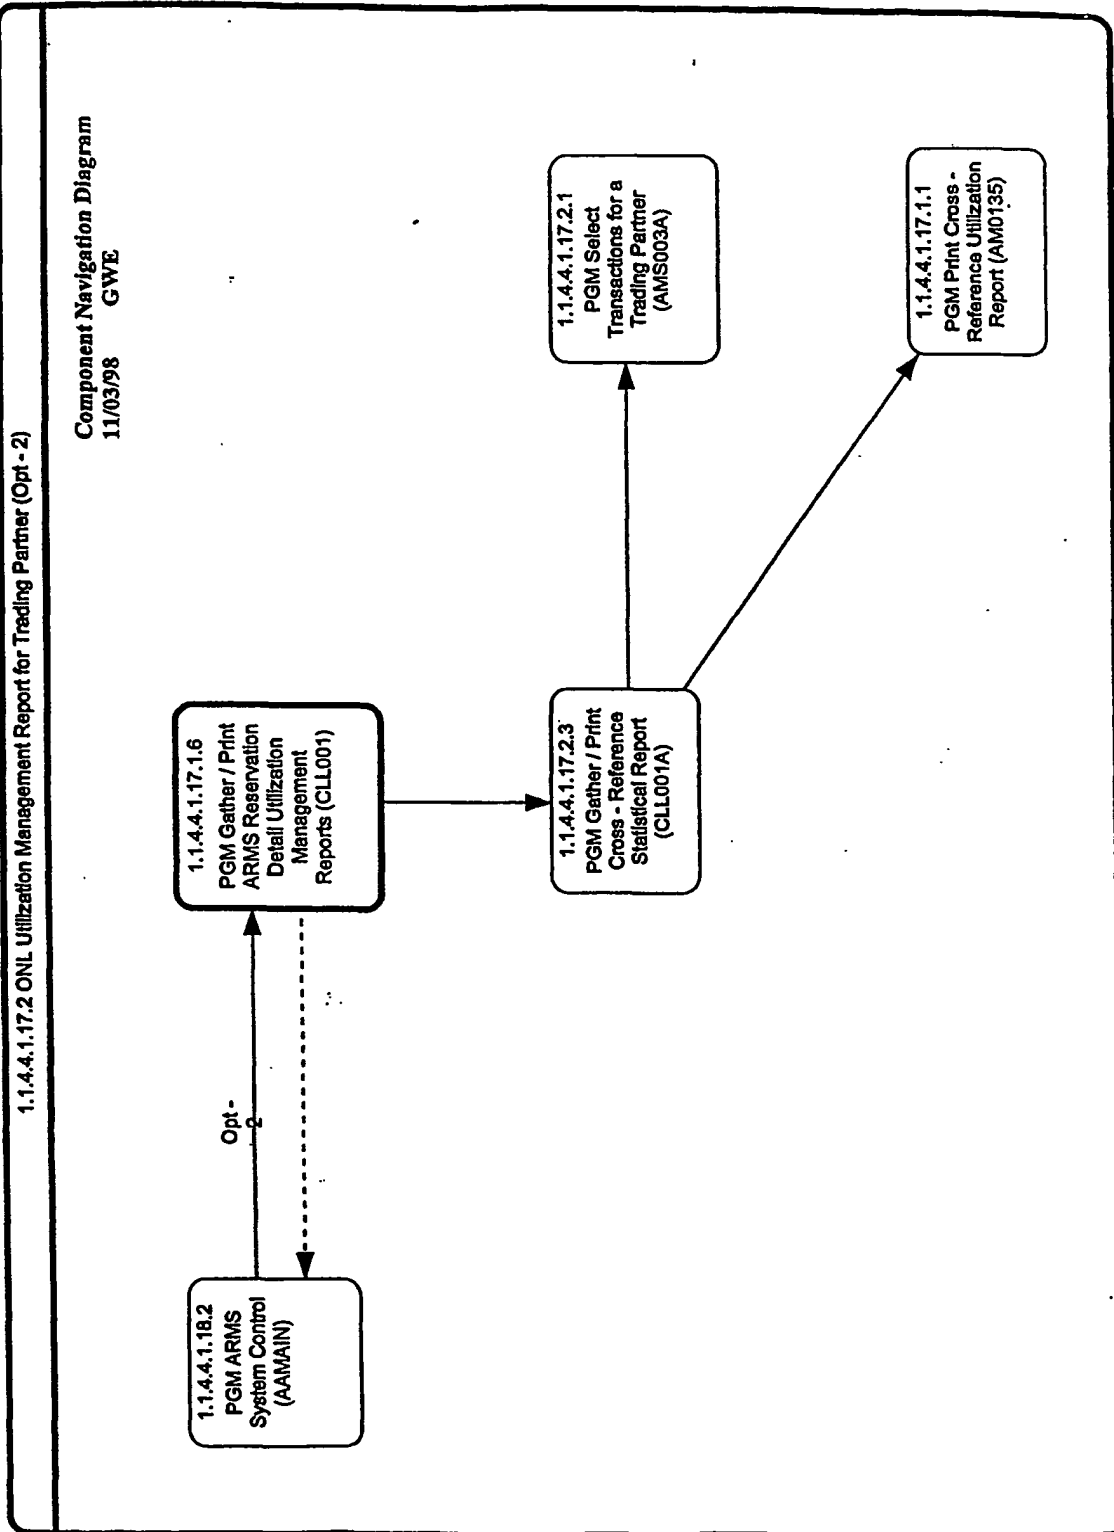 1.1.4.4.1.17.2 ONL Utilization Management Report for Trading Partner (Opt - 2)
Component Navigation Diagram
11/03/98 GWE
1.1.4.4.1.18.2
PGM ARMS
System Control
(AAMAIN)
Opt -
2
1.1.4.4.1.17.1.6
PGM Gather / Print
ARMS Reservation
Detail Utilization
Management
Reports (CLL001)
1.1.4.4.1.17.2.3
PGM Gather / Print
Cross - Reference
Statistical Report
(CLL001A)
1.1.4.4.1.17.2.1
PGM Select
Transactions for a
Trading Partner
(AMS003A)
1.1.4.4.1.17.1.1
PGM Print Cross -
Reference Utilization
Report (AM0135)